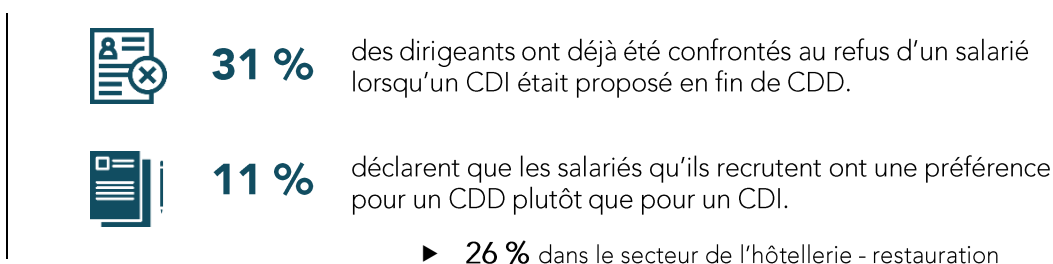 31 %
des dirigeants ont déjà été confrontés au refus d’un salarié
lorsqu’un CDI était proposé en fin de CDD.
11 %
déclarent que les salariés qu’ils recrutent ont une préférence
pour un CDD plutôt que pour un CDI.
► 26 % dans le secteur de l’hôtellerie - restauration